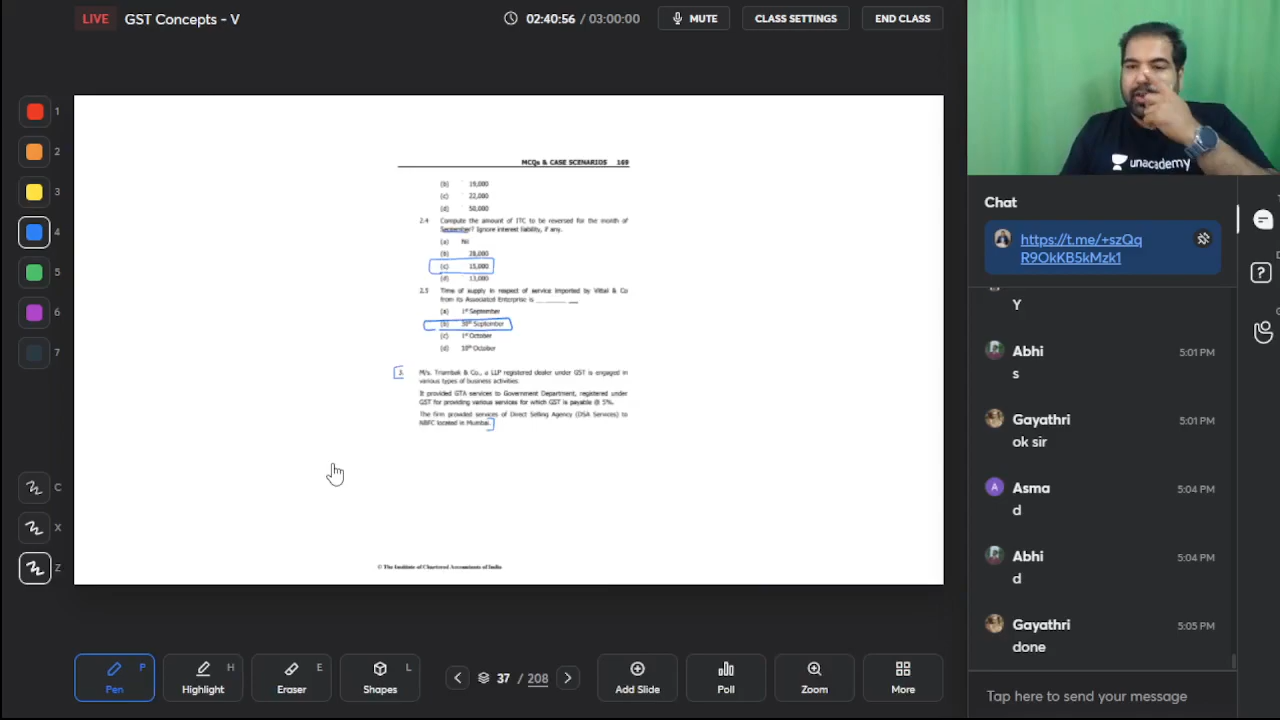 LIVE GST Concepts - V 02:40:56 / 03:00:00 MUTE CLASS SETTINGS END CLASS
1
2
3
4
5
6
7
C
X
Z
MCQs & CASE SCENARIOS 169
(b) 19,000
(c) 22,000
(d) 50,000
2.4 Compute the amount of ITC to be reversed for the month of
September? Ignore interest liability, if any.
(a) Nil
(b) 28,000
(c) 15,000
(d) 13,000
2.5 Time of supply in respect of service imported by Vittal & Co
from its Associated Enterprise is ________ __
(a) 1st September
(b) 30th September
(c) 1st October
(d) 10th October
3. M/s. Triambak & Co., a LLP registered dealer under GST is engaged in
various types of business activities.
It provided GTA services to Government Department, registered under
GST for providing various services for which GST is payable @ 5%.
The firm provided services of Direct Selling Agency (DSA Services) to
NBFC located in Mumbai.
© The Institute of Chartered Accountants of India
Pen P
Highlight H
Eraser E
Shapes L
37 / 208
Add Slide
Poll
Zoom
More
unacademy
Chat
https://t.me/+szQq
R9OkKB5kMzk1
Y
Abhi 5:01 PM
s
Gayathri 5:01 PM
ok sir
A Asma 5:04 PM
d
Abhi 5:04 PM
d
Gayathri 5:05 PM
done
Tap here to send your message